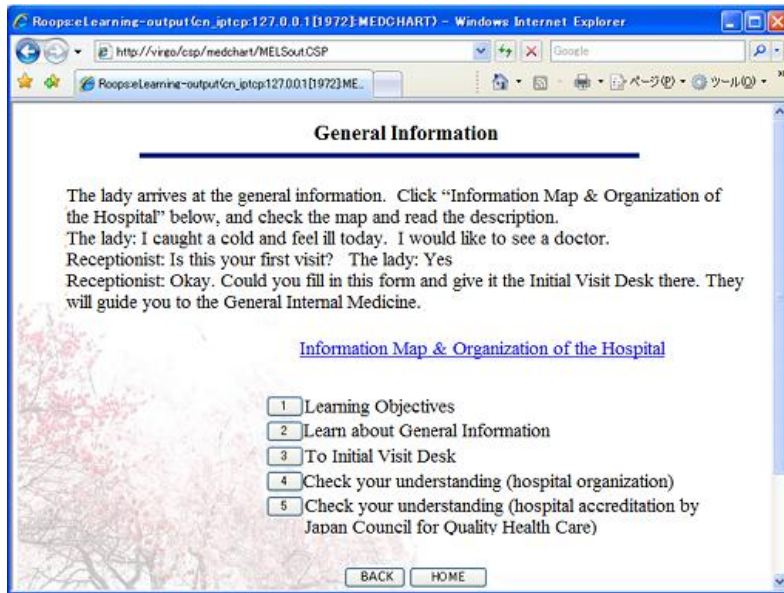 Roops:eLearning-output(cn_iptcp:127.0.0.1[1972]:MEDCHART) - Windows Internet Explorer
http://virgo/csp/medchart/MELSout.CSP
Google
Roops:eLearning-output(cn_iptcp:127.0.0.1[1972]:ME...
ページ(P)
ツール(O)
General Information
The lady arrives at the general information. Click “Information Map & Organization of
the Hospital” below, and check the map and read the description.
The lady: I caught a cold and feel ill today. I would like to see a doctor.
Receptionist: Is this your first visit? The lady: Yes
Receptionist: Okay. Could you fill in this form and give it the Initial Visit Desk there. They
will guide you to the General Internal Medicine.
Information Map & Organization of the Hospital
1 Learning Objectives
2 Learn about General Information
3 To Initial Visit Desk
4 Check your understanding (hospital organization)
5 Check your understanding (hospital accreditation by
Japan Council for Quality Health Care)
BACK HOME